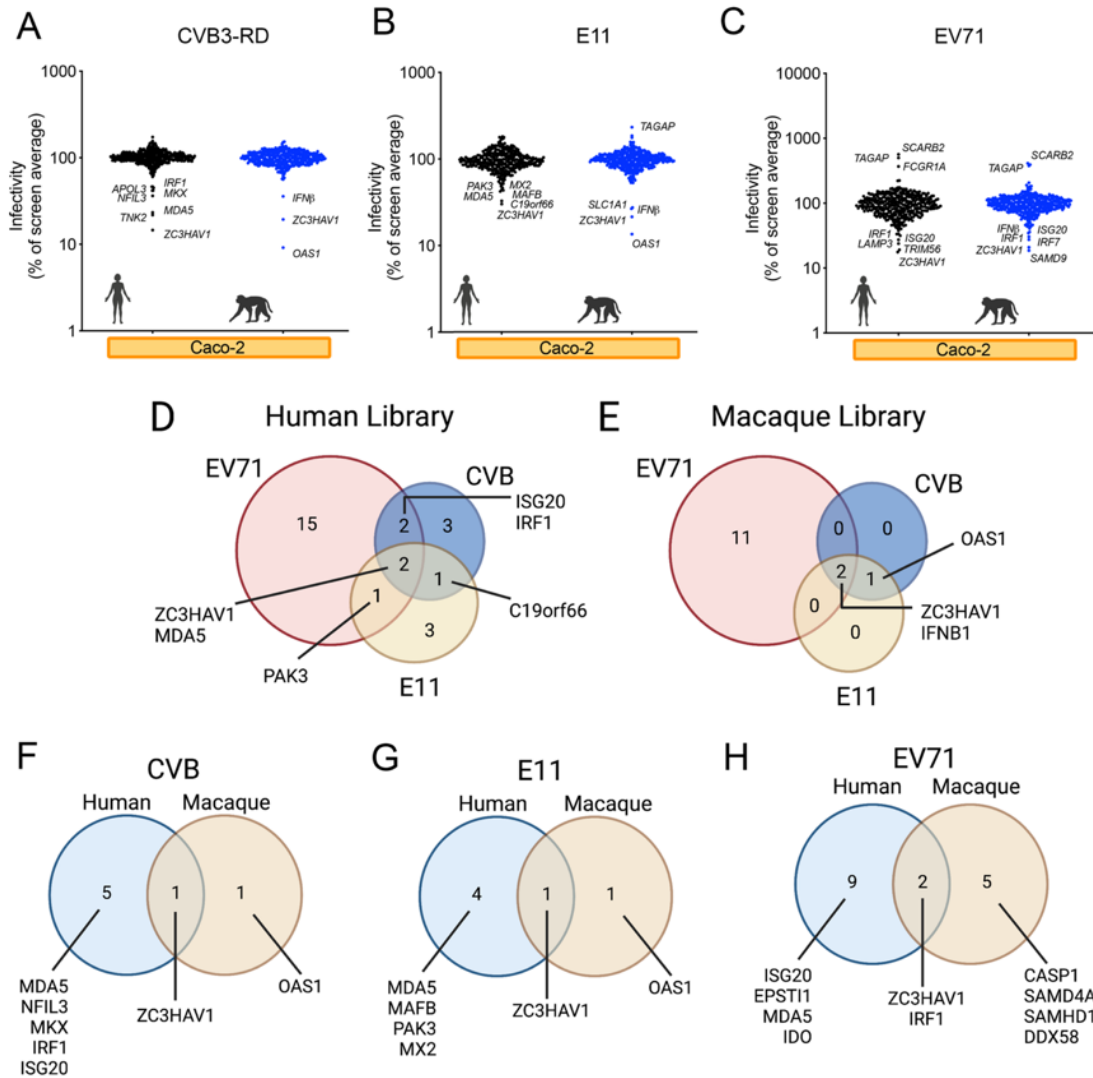 A
CVB3-RD
Infectivity
(% of screen average)
1000
100
10
1
APOL3
NFIL3
TNK2
IRF1
MKX
MDA5
ZC3HAV1
IFNβ
ZC3HAV1
OAS1
Caco-2
B
E11
Infectivity
(% of screen average)
1000
100
10
1
PAK3
MDA5
MX2
MAFB
C19orf66
ZC3HAV1
TAGAP
SLC1A1
IFNβ
ZC3HAV1
OAS1
Caco-2
C
EV71
Infectivity
(% of screen average)
10000
1000
100
10
1
TAGAP
SCARB2
FCGR1A
IRF1
LAMP3
ISG20
TRIM56
ZC3HAV1
TAGAP
SCARB2
IFNβ
IRF1
ZC3HAV1
ISG20
IRF7
SAMD9
Caco-2
D
Human Library
EV71
CVB
15
2
3
ISG20
IRF1
2
1
1
ZC3HAV1
MDA5
C19orf66
3
PAK3
E11
E
Macaque Library
EV71
CVB
11
0
0
OAS1
2
1
0
ZC3HAV1
IFNB1
0
E11
F
CVB
Human
Macaque
5
1
1
MDA5
NFIL3
MKX
IRF1
ISG20
ZC3HAV1
OAS1
G
E11
Human
Macaque
4
1
1
MDA5
MAFB
PAK3
MX2
ZC3HAV1
OAS1
H
EV71
Human
Macaque
9
2
5
ISG20
EPSTI1
MDA5
IDO
ZC3HAV1
IRF1
CASP1
SAMD4A
SAMHD1
DDX58